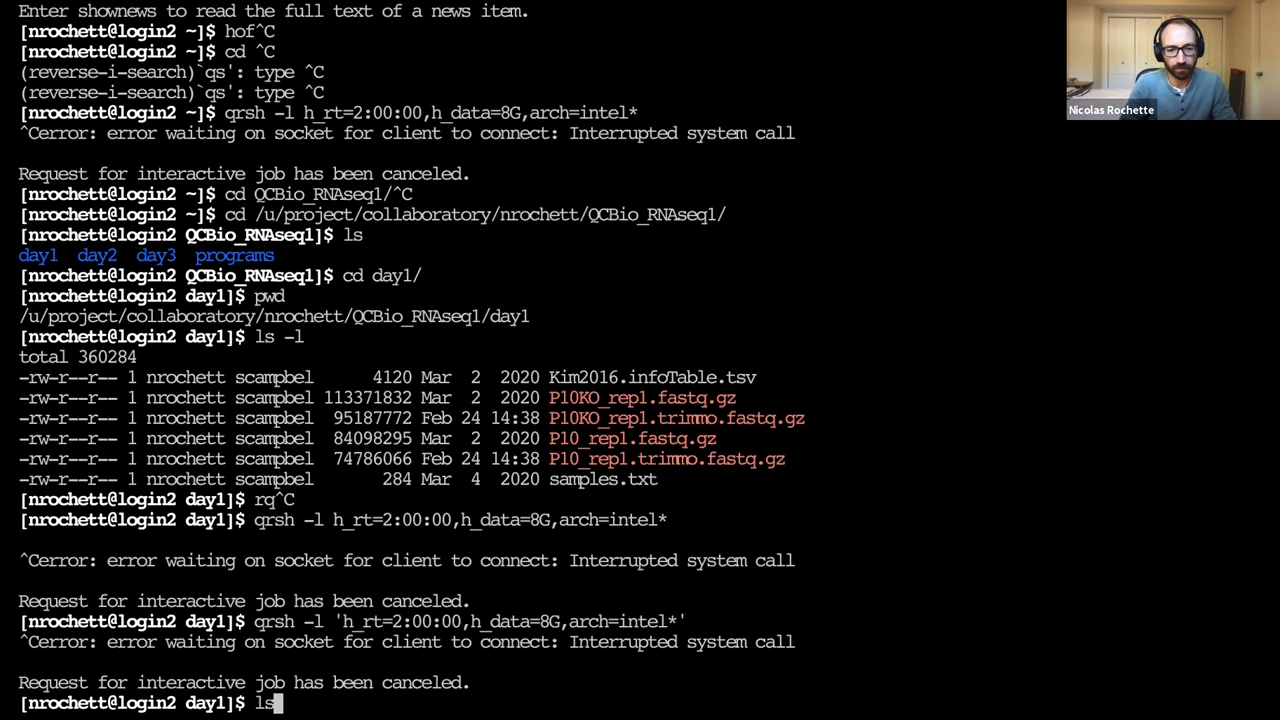 Enter shownews to read the full text of a news item.
[nrochett@login2 ~]$ hof^C
[nrochett@login2 ~]$ cd ^C
(reverse-i-search)`qs': type ^C
(reverse-i-search)`qs': type ^C
[nrochett@login2 ~]$ qrsh -l h_rt=2:00:00,h_data=8G,arch=intel*
^Cerror: error waiting on socket for client to connect: Interrupted system call
Request for interactive job has been canceled.
[nrochett@login2 ~]$ cd QCBio_RNAseq1/^C
[nrochett@login2 ~]$ cd /u/project/collaboratory/nrochett/QCBio_RNAseq1/
[nrochett@login2 QCBio_RNAseq1]$ ls
day1  day2  day3  programs
[nrochett@login2 QCBio_RNAseq1]$ cd day1/
[nrochett@login2 day1]$ pwd
/u/project/collaboratory/nrochett/QCBio_RNAseq1/day1
[nrochett@login2 day1]$ ls -l
total 360284
-rw-r--r-- 1 nrochett scampbel      4120 Mar  2  2020 Kim2016.infoTable.tsv
-rw-r--r-- 1 nrochett scampbel 113371832 Mar  2  2020 P10KO_rep1.fastq.gz
-rw-r--r-- 1 nrochett scampbel  95187772 Feb 24 14:38 P10KO_rep1.trimmo.fastq.gz
-rw-r--r-- 1 nrochett scampbel  84098295 Mar  2  2020 P10_rep1.fastq.gz
-rw-r--r-- 1 nrochett scampbel  74786066 Feb 24 14:38 P10_rep1.trimmo.fastq.gz
-rw-r--r-- 1 nrochett scampbel       284 Mar  4  2020 samples.txt
[nrochett@login2 day1]$ rq^C
[nrochett@login2 day1]$ qrsh -l h_rt=2:00:00,h_data=8G,arch=intel*
^Cerror: error waiting on socket for client to connect: Interrupted system call
Request for interactive job has been canceled.
[nrochett@login2 day1]$ qrsh -l 'h_rt=2:00:00,h_data=8G,arch=intel*'
^Cerror: error waiting on socket for client to connect: Interrupted system call
Request for interactive job has been canceled.
[nrochett@login2 day1]$ ls
Nicolas Rochette